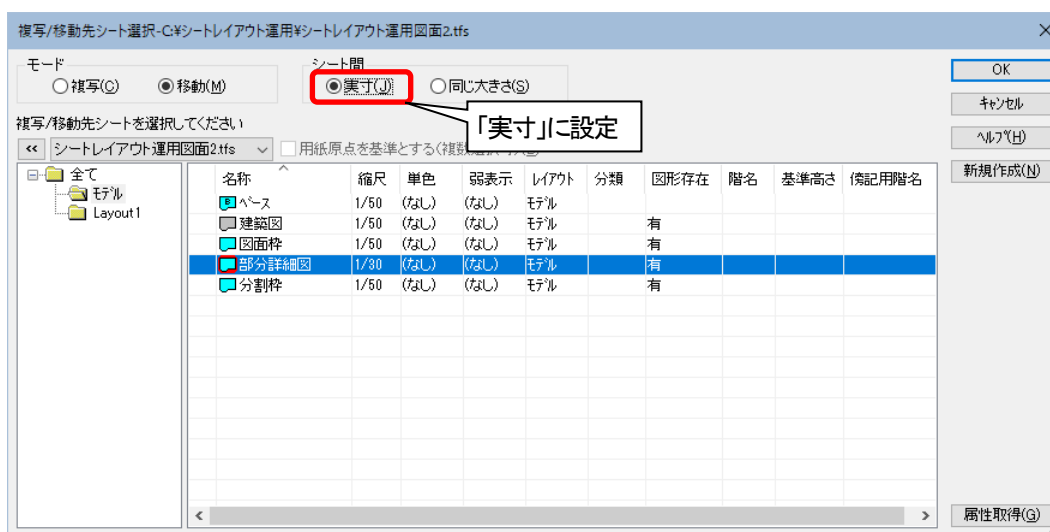 複写/移動先シート選択-C:¥シートレイアウト運用¥シートレイアウト運用図面2.tfs
モード
複写(C) 移動(M)
シート間
実寸(J) 同じ大きさ(S)
OK
キャンセル
ヘルプ(H)
新規作成(N)
「実寸」に設定
複写/移動先シートを選択してください
<< シートレイアウト運用図面2.tfs 用紙原点を基準とする(複数
全て
モデル
Layout1
名称 縮尺 単色 弱表示 レイアウト 分類 図形存在 階名 基準高さ 傍記用階名
B ベース 1/50 (なし) (なし) モデル
建築図 1/50 (なし) (なし) モデル 有
図面枠 1/50 (なし) (なし) モデル 有
部分詳細図 1/30 (なし) (なし) モデル 有
分割枠 1/50 (なし) (なし) モデル 有
属性取得(G)